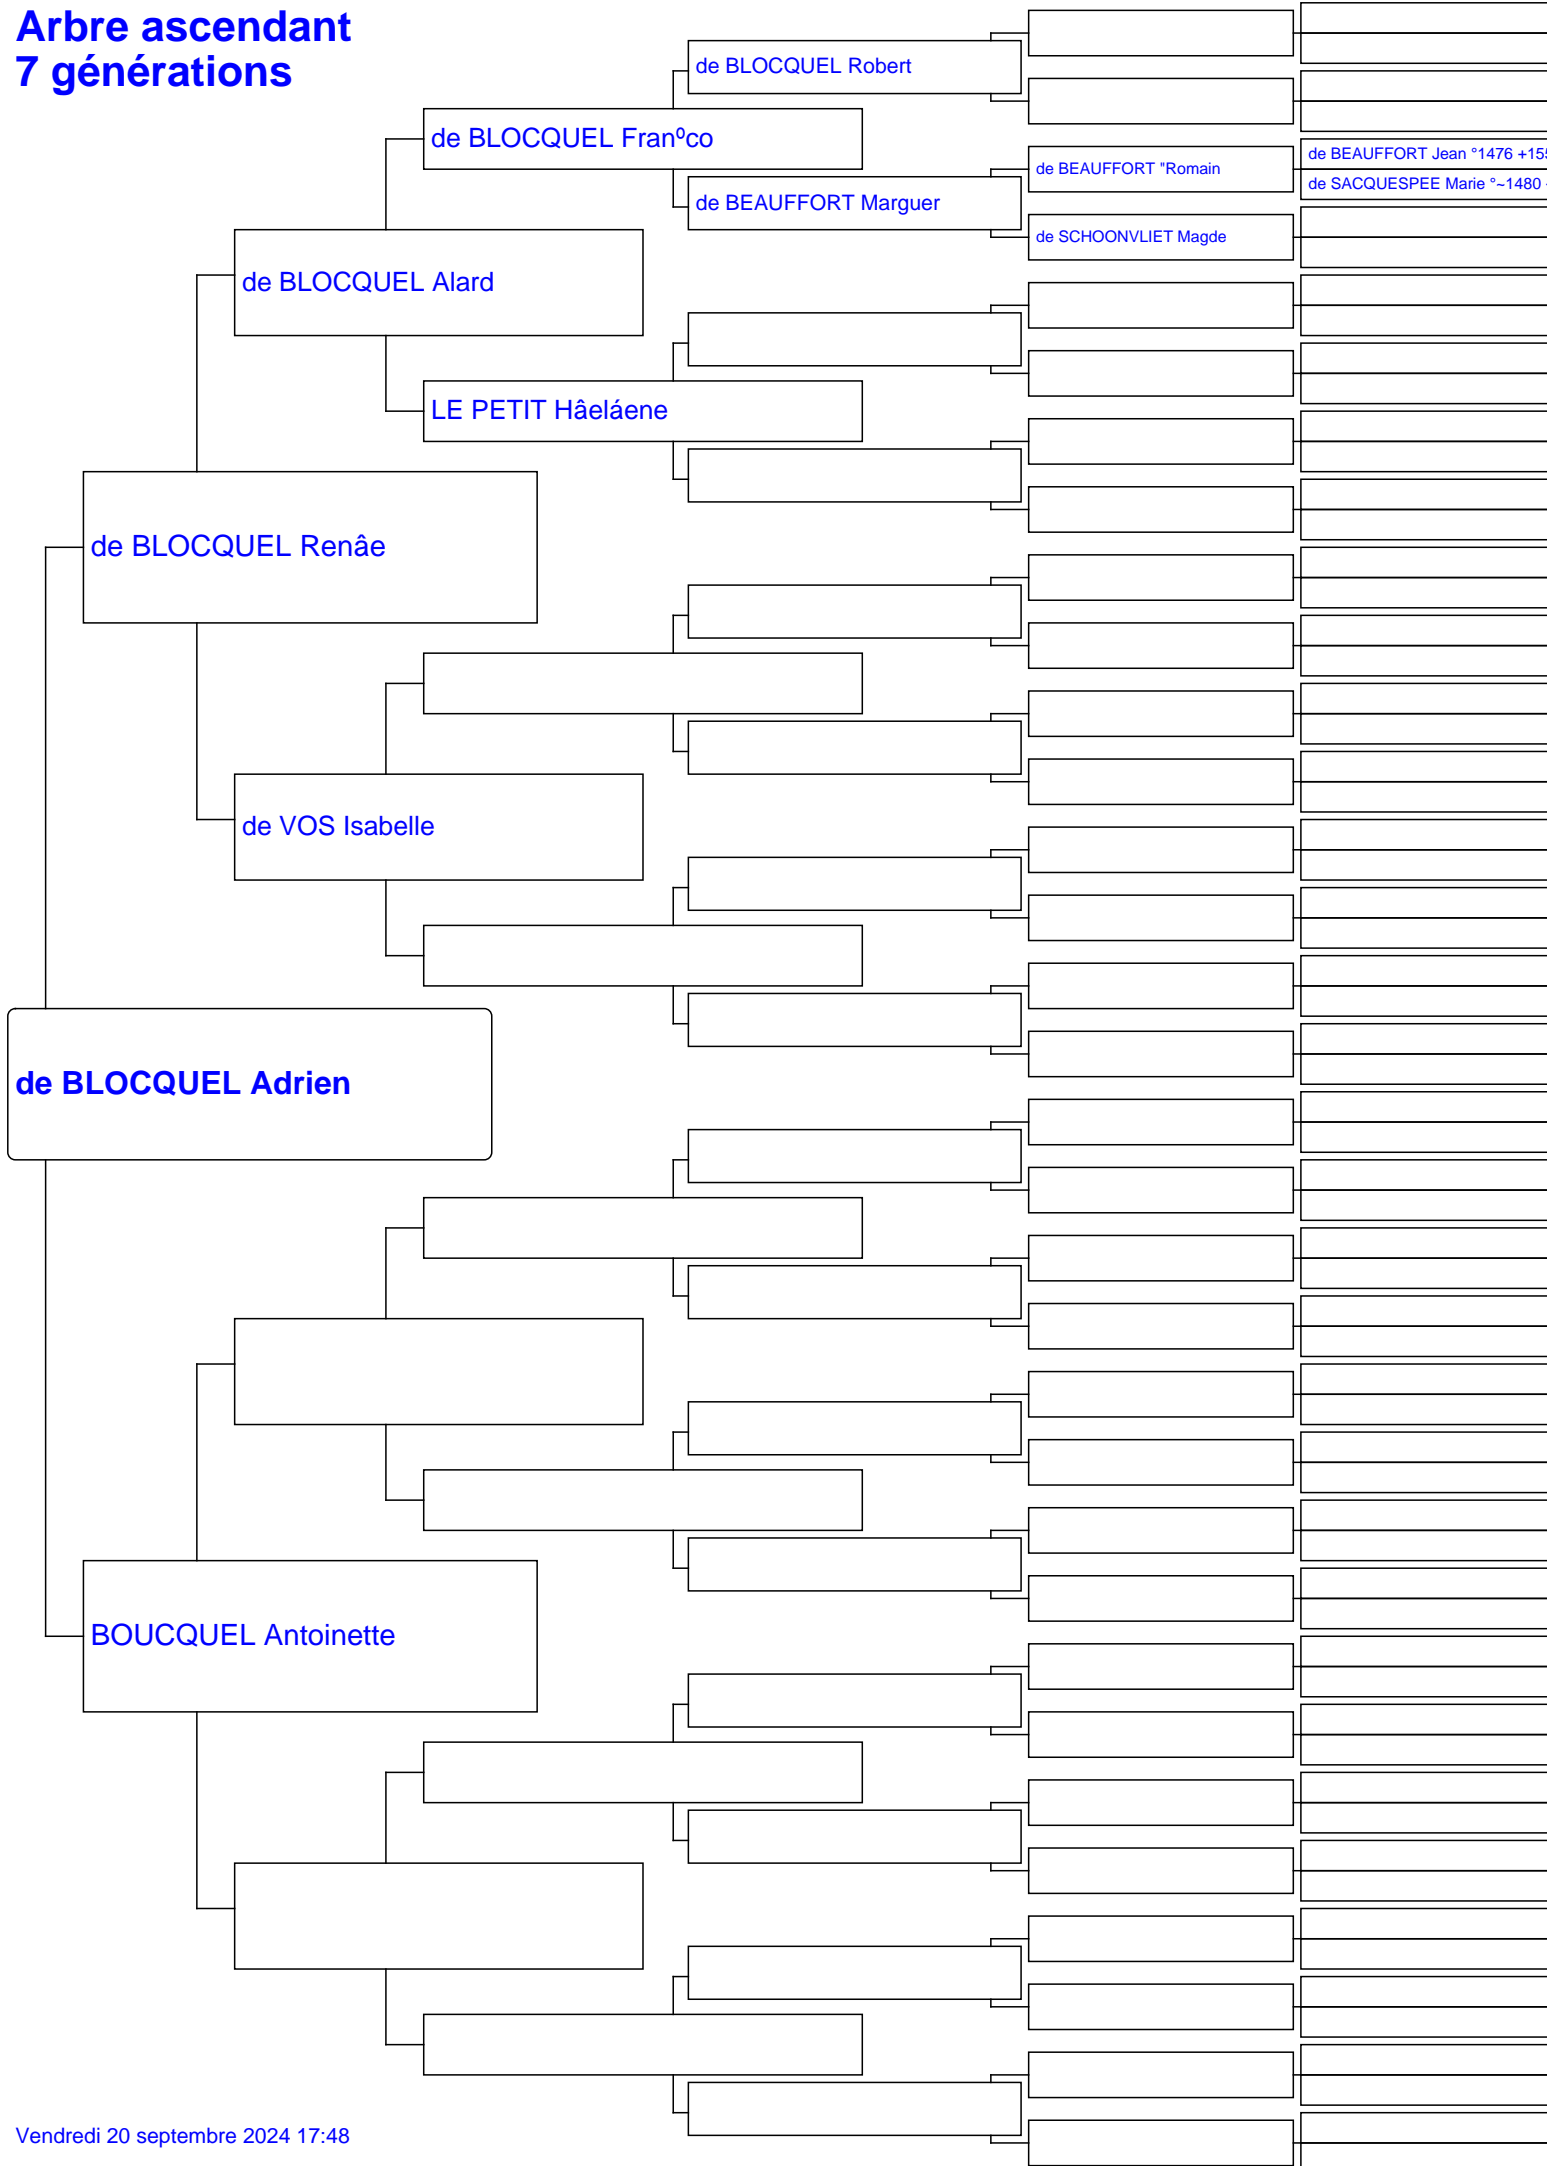 Arbre ascendant
7 générations
de BLOCQUEL Robert
de BLOCQUEL Franºco
de BEAUFFORT Jean °1476 +155
de BEAUFFORT "Romain
de SACQUESPEE Marie °~1480
de BEAUFFORT Marguer
de SCHOONVLIET Magde
de BLOCQUEL Alard
LE PETIT Hâeláene
de BLOCQUEL Renâe
de VOS Isabelle
de BLOCQUEL Adrien
BOUCQUEL Antoinette
Vendredi 20 septembre 2024 17:48